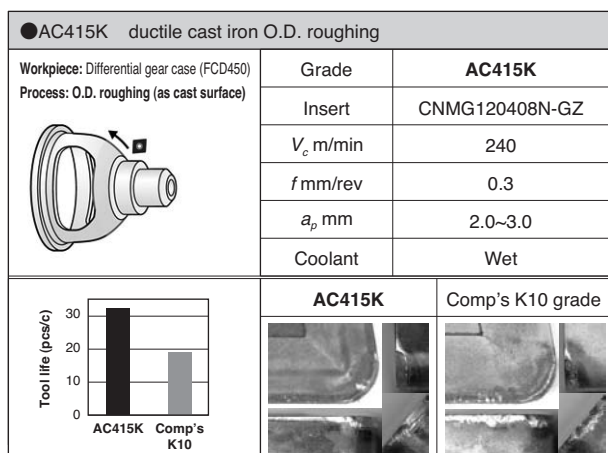 ●AC415K ductile cast iron O.D. roughing
Workpiece: Differential gear case (FCD450)
Process: O.D. roughing (as cast surface)
Grade AC415K
Insert CNMG120408N-GZ
Vc m/min 240
f mm/rev 0.3
ap mm 2.0~3.0
Coolant Wet
Tool life (pcs/c)
30
20
10
0
AC415K Comp's
K10
AC415K Comp's K10 grade